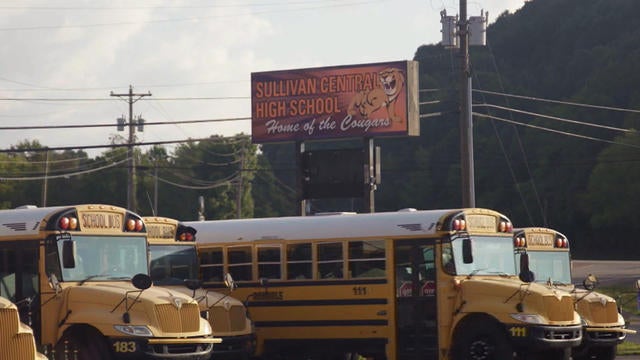 SULLIVAN CENTRAL
HIGH SCHOOL
Home of the Cougars
SCHOOL BUS
SCHOOL BUS
111
183
111